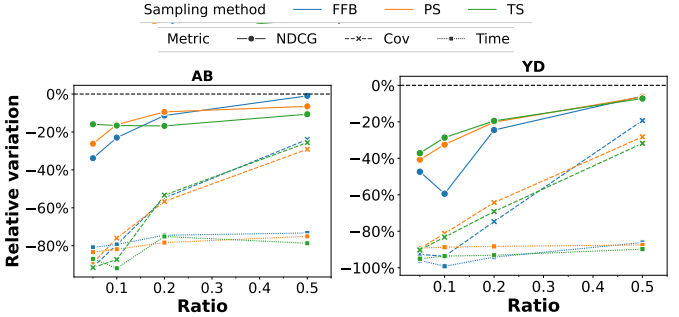 Sampling method FFB PS TS
Metric NDCG Cov Time
AB
YD
Relative variation
0%
−20%
−40%
−60%
−80%
0.1 0.2 0.3 0.4 0.5
Ratio
0%
−20%
−40%
−60%
−80%
−100%
0.1 0.2 0.3 0.4 0.5
Ratio